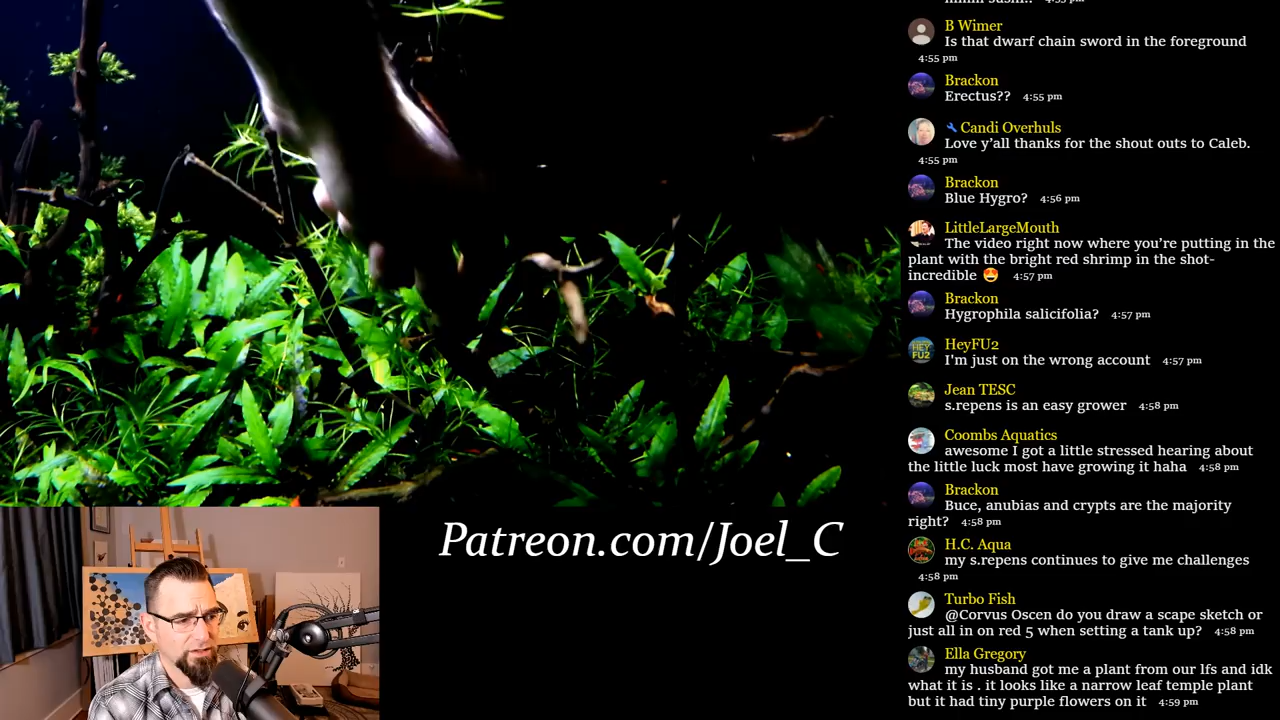 B Wimer
Is that dwarf chain sword in the foreground
4:55 pm
Brackon
Erectus?? 4:55 pm
Candi Overhuls
Love y'all thanks for the shout outs to Caleb.
4:55 pm
Brackon
Blue Hygro? 4:56 pm
LittleLargeMouth
The video right now where you're putting in the
plant with the bright red shrimp in the shot-
incredible 😍 4:57 pm
Brackon
Hygrophila salicifolia? 4:57 pm
HEY
FU2
HeyFU2
I'm just on the wrong account 4:57 pm
Jean TESC
s.repens is an easy grower 4:58 pm
Coombs Aquatics
awesome I got a little stressed hearing about
the little luck most have growing it haha 4:58 pm
Brackon
Buce, anubias and crypts are the majority
right? 4:58 pm
H.C. Aqua
my s.repens continues to give me challenges
4:58 pm
Turbo Fish
@Corvus Oscen do you draw a scape sketch or
just all in on red 5 when setting a tank up? 4:58 pm
Ella Gregory
my husband got me a plant from our lfs and idk
what it is . it looks like a narrow leaf temple plant
but it had tiny purple flowers on it 4:59 pm
Patreon.com/Joel_C